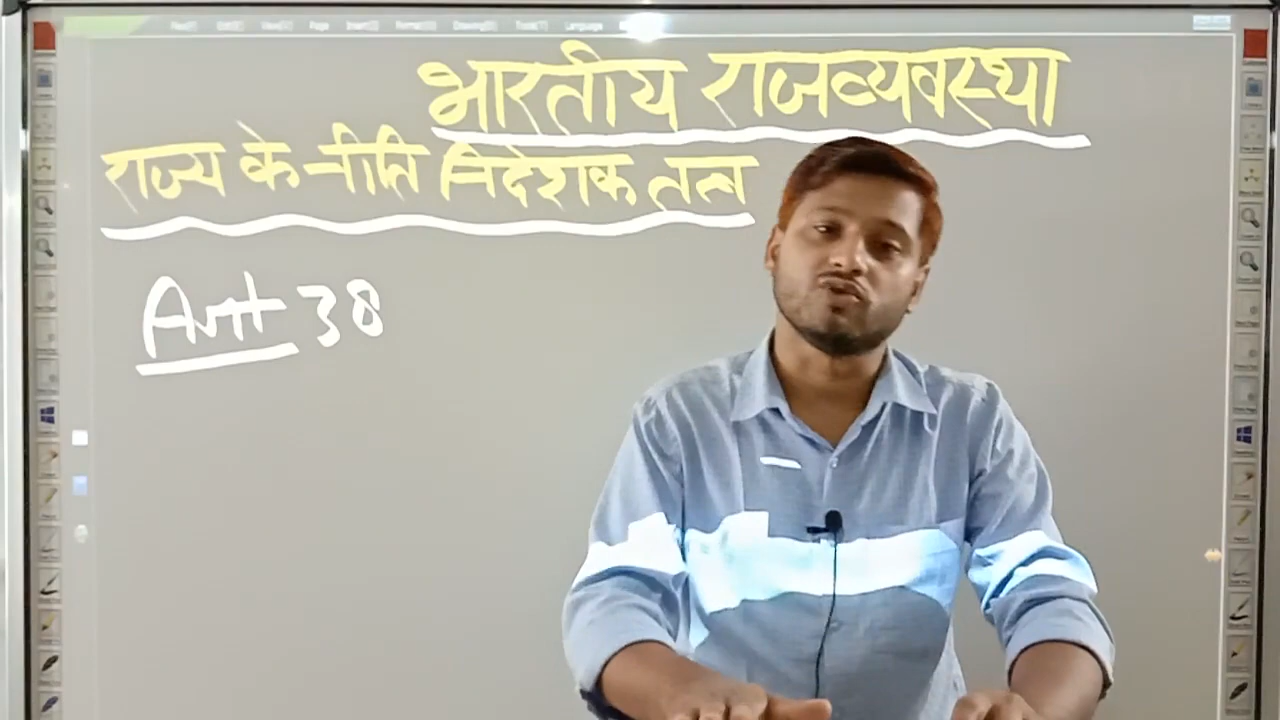 भारतीय राजव्यवस्था
राज्य के नीति निदेशक तत्व
Art 38